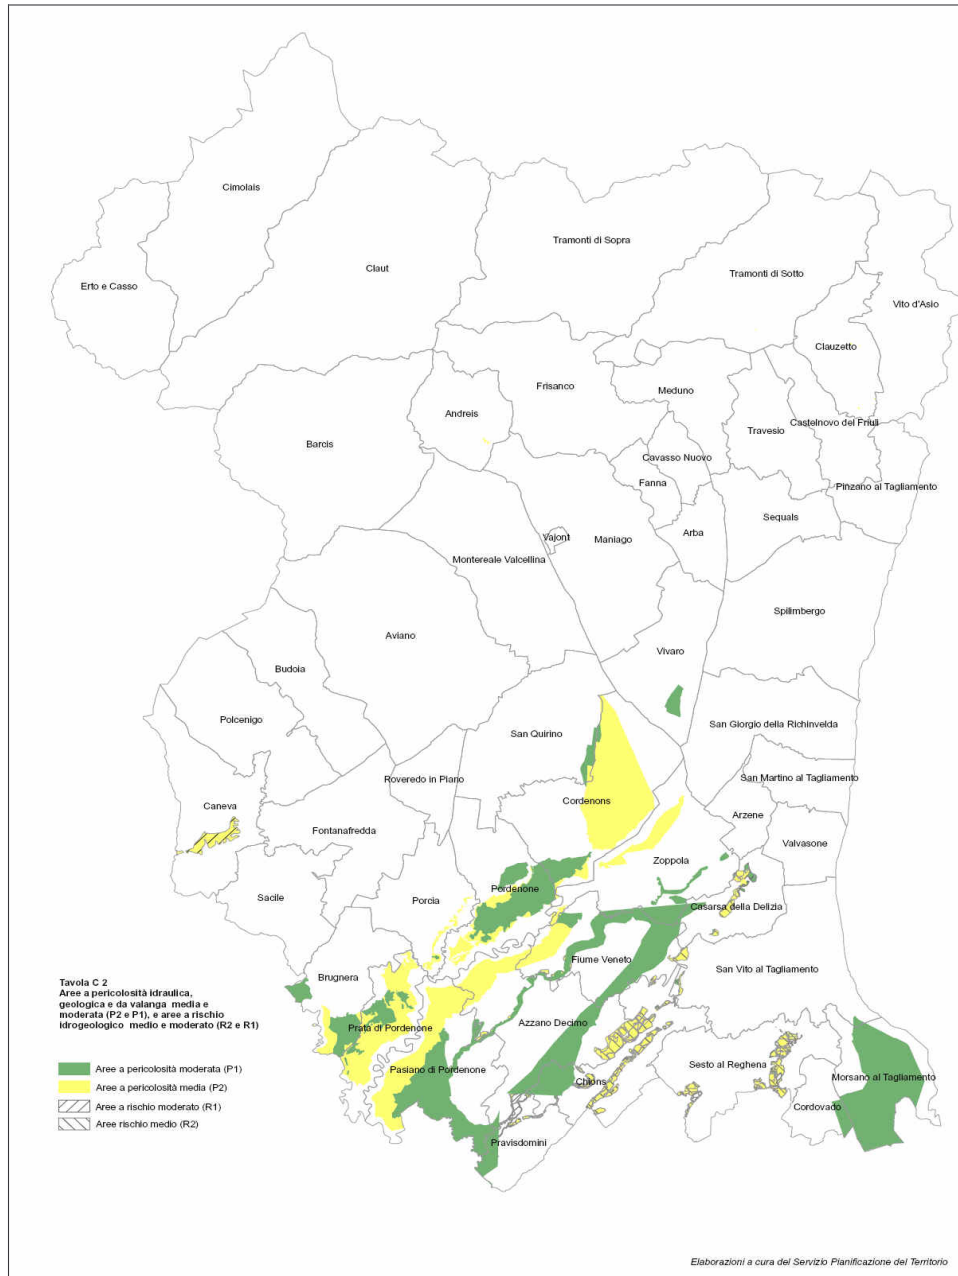 Cimolais
Tramonti di Sopra
Claut
Tramonti di Sotto
Erto e Casso
Vito d'Asio
Clauzetto
Frisanco
Meduno
Andreis
Castelnovo del Friuli
Travesio
Barcis
Cavasso Nuovo
Fanna
Pinzano al Tagliamento
Sequals
Arba
Vajont
Maniago
Montereale Valcellina
Spilimbergo
Aviano
Vivaro
Budoia
Polcenigo
San Giorgio della Richinvelda
San Quirino
Roveredo in Piano
San Martino al Tagliamento
Cordenons
Caneva
Arzene
Fontanafredda
Valvasone
Zoppola
Pordenone
Sacile
Porcia
Casarsa della Delizia
Fiume Veneto
San Vito al Tagliamento
Brugnera
Tavola C 2
Aree a pericolosità idraulica,
geologica e da valanga media e
moderata (P2 e P1), e aree a rischio
idrogeologico medio e moderato (R2 e R1)
Azzano Decimo
Prata di Pordenone
Sesto al Reghena
Pasiano di Pordenone
Morsano al Tagliamento
Chions
Cordovado
Pravisdomini
Aree a pericolosità moderata (P1)
Aree a pericolosità media (P2)
Aree a rischio moderato (R1)
Aree rischio medio (R2)
Elaborazioni a cura del Servizio Pianificazione del Territorio